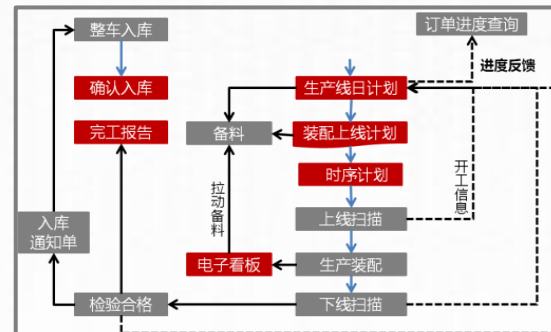 整车入库
订单进度查询
进度反馈
确认入库
生产线日计划
完工报告
备料
装配上线计划
拉动备料
时序计划
开工信息
入库
通知单
上线扫描
电子看板
生产装配
检验合格
下线扫描